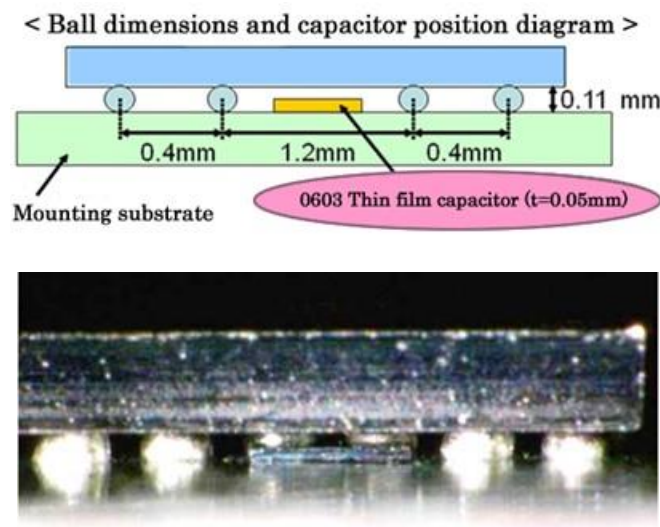 < Ball dimensions and capacitor position diagram >
0.11 mm
0.4mm
1.2mm
0.4mm
Mounting substrate
0603 Thin film capacitor (t=0.05mm)